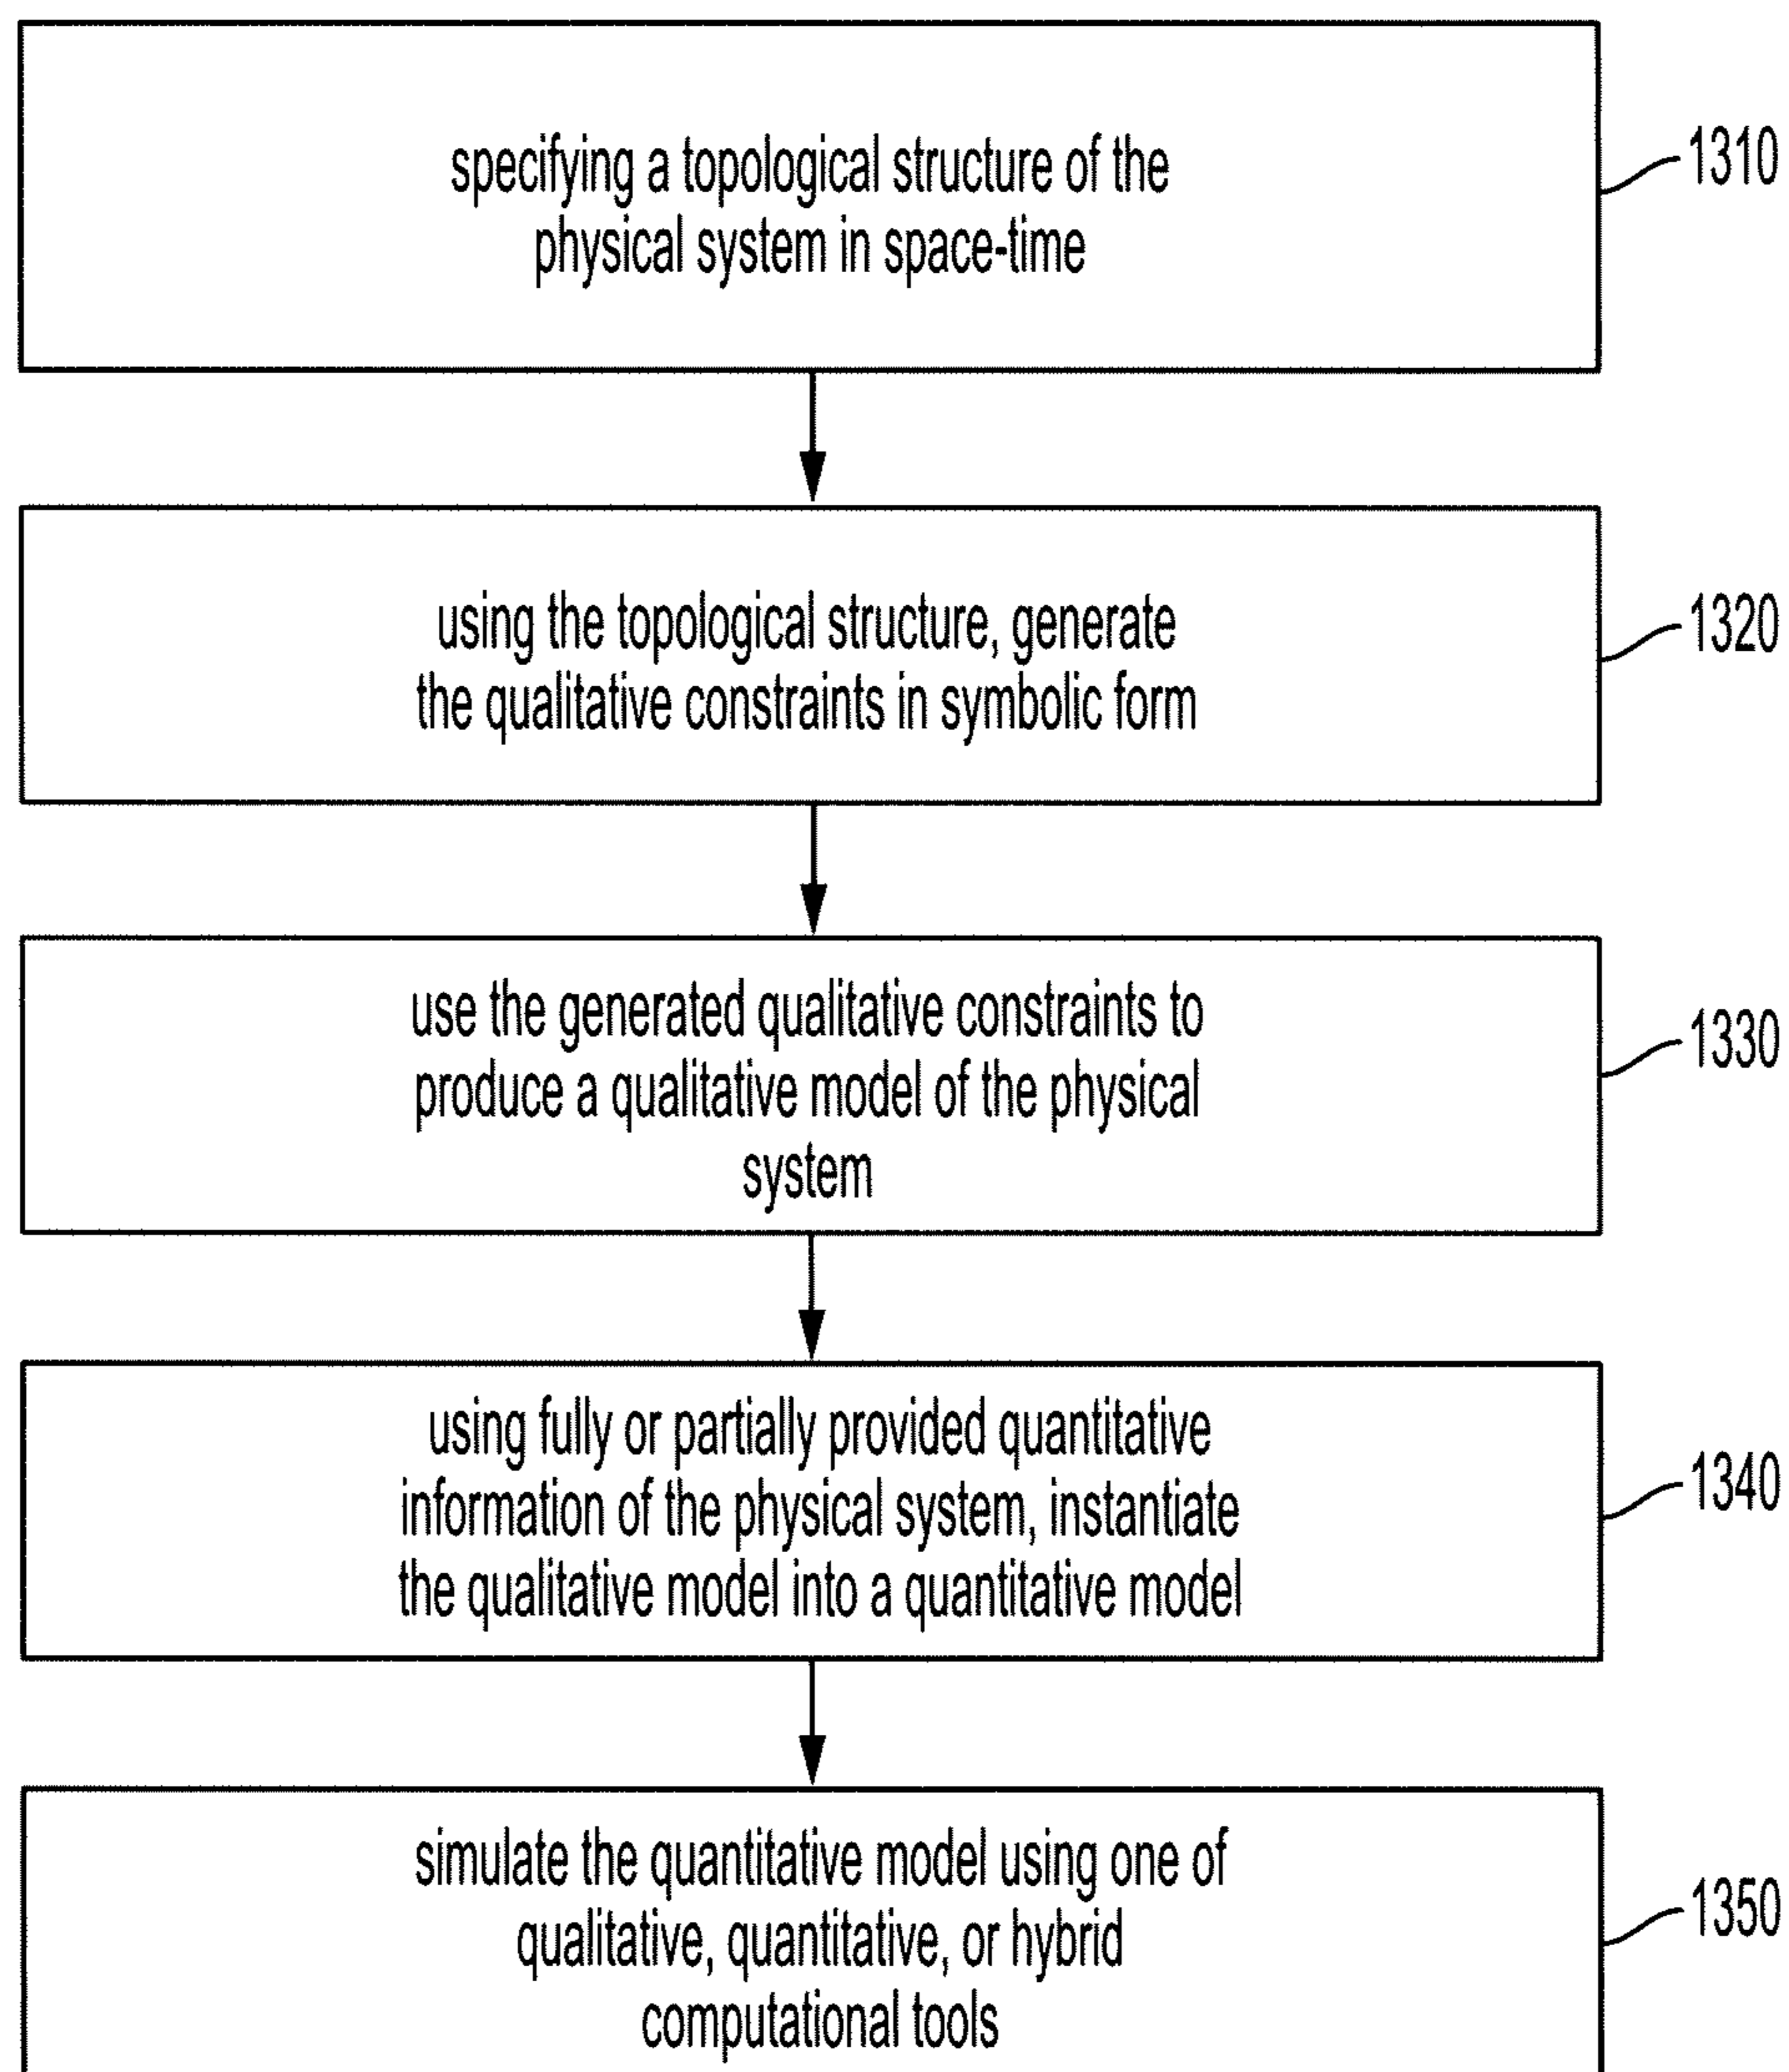 specifying a topological structure of the
physical system in space-time
1310
using the topological structure, generate
the qualitative constraints in symbolic form
1320
use the generated qualitative constraints to
produce a qualitative model of the physical
system
1330
using fully or partially provided quantitative
information of the physical system, instantiate
the qualitative model into a quantitative model
1340
simulate the quantitative model using one of
qualitative, quantitative, or hybrid
computational tools
1350